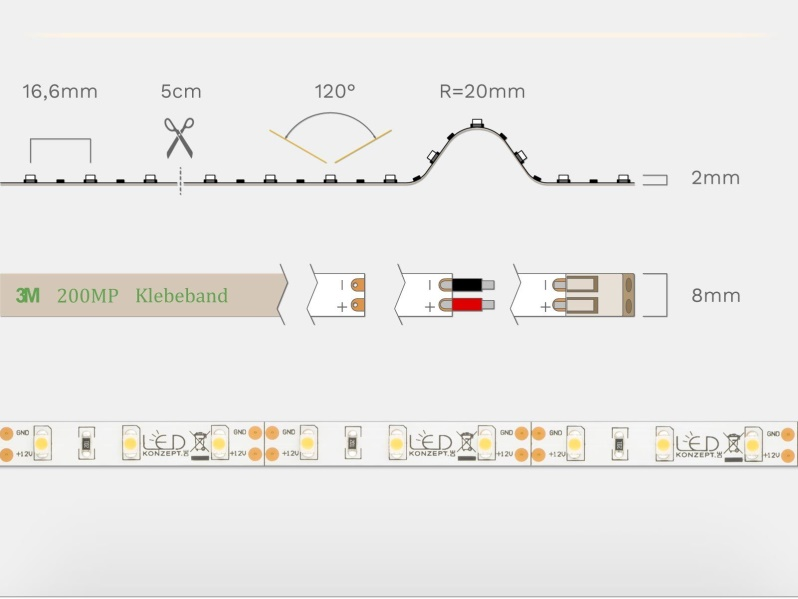 16,6mm 5cm 120° R=20mm
2mm
3M 200MP Klebeband
8mm
GND LED GND GND LED GND GND LED GND
+12V KONZEPT +12V +12V KONZEPT +12V +12V KONZEPT +12V